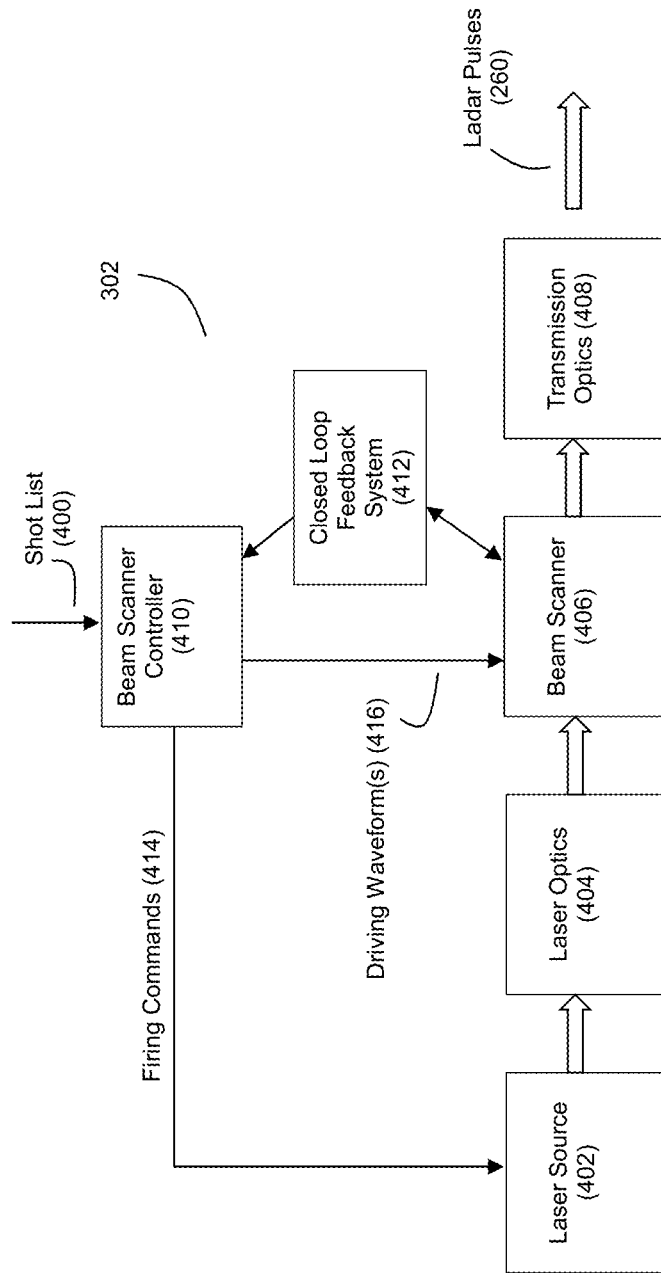 Shot List
(400)
302
Beam Scanner
Controller
(410)
Closed Loop
Feedback
System
(412)
Ladar Pulses
(260)
Firing Commands (414)
Driving Waveform(s) (416)
Laser Source
(402)
Laser Optics
(404)
Beam Scanner
(406)
Transmission
Optics (408)